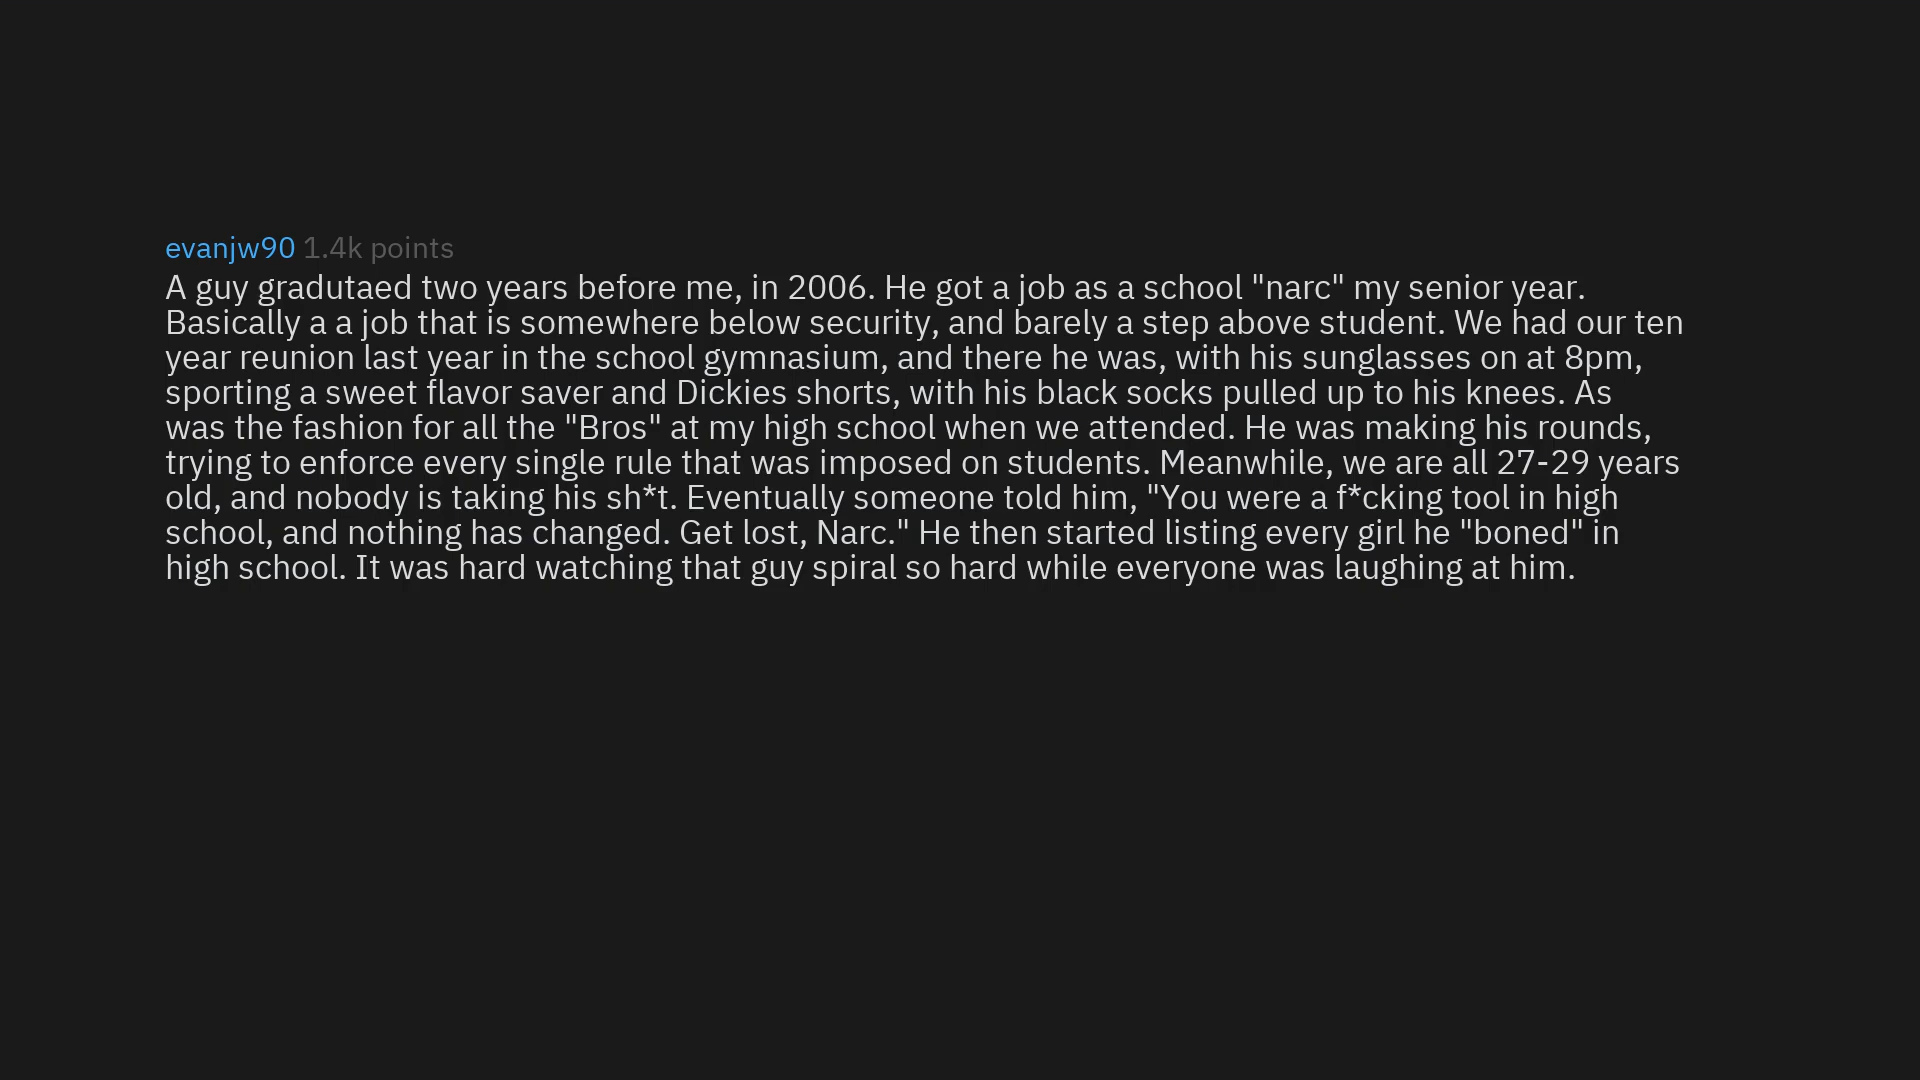 evanjw90 1.4k points
A guy gradutaed two years before me, in 2006. He got a job as a school "narc" my senior year.
Basically a a job that is somewhere below security, and barely a step above student. We had our ten
year reunion last year in the school gymnasium, and there he was, with his sunglasses on at 8pm,
sporting a sweet flavor saver and Dickies shorts, with his black socks pulled up to his knees. As
was the fashion for all the "Bros" at my high school when we attended. He was making his rounds,
trying to enforce every single rule that was imposed on students. Meanwhile, we are all 27-29 years
old, and nobody is taking his sh*t. Eventually someone told him, "You were a f*cking tool in high
school, and nothing has changed. Get lost, Narc." He then started listing every girl he "boned" in
high school. It was hard watching that guy spiral so hard while everyone was laughing at him.